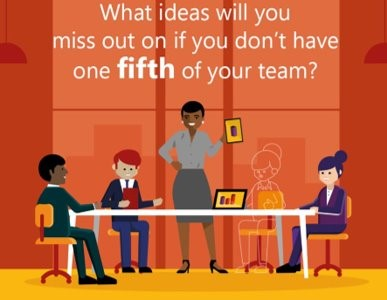 What ideas will you
miss out on if you don't have
one fifth of your team?